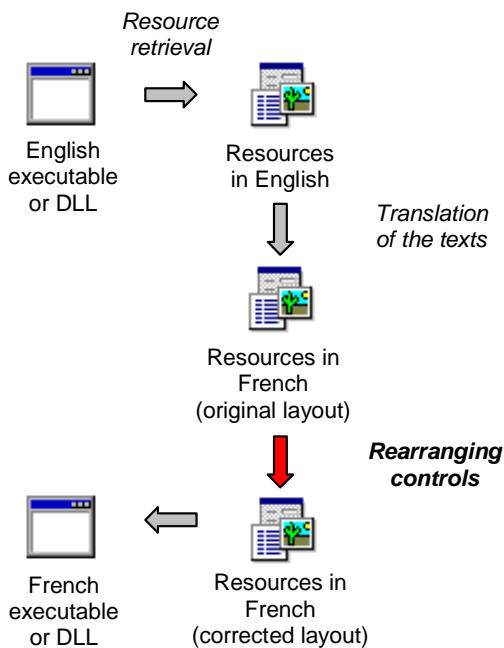 Resource
retrieval
English
executable
or DLL
Resources
in English
Translation
of the texts
Resources in
French
(original layout)
Rearranging
controls
French
executable
or DLL
Resources in
French
(corrected layout)